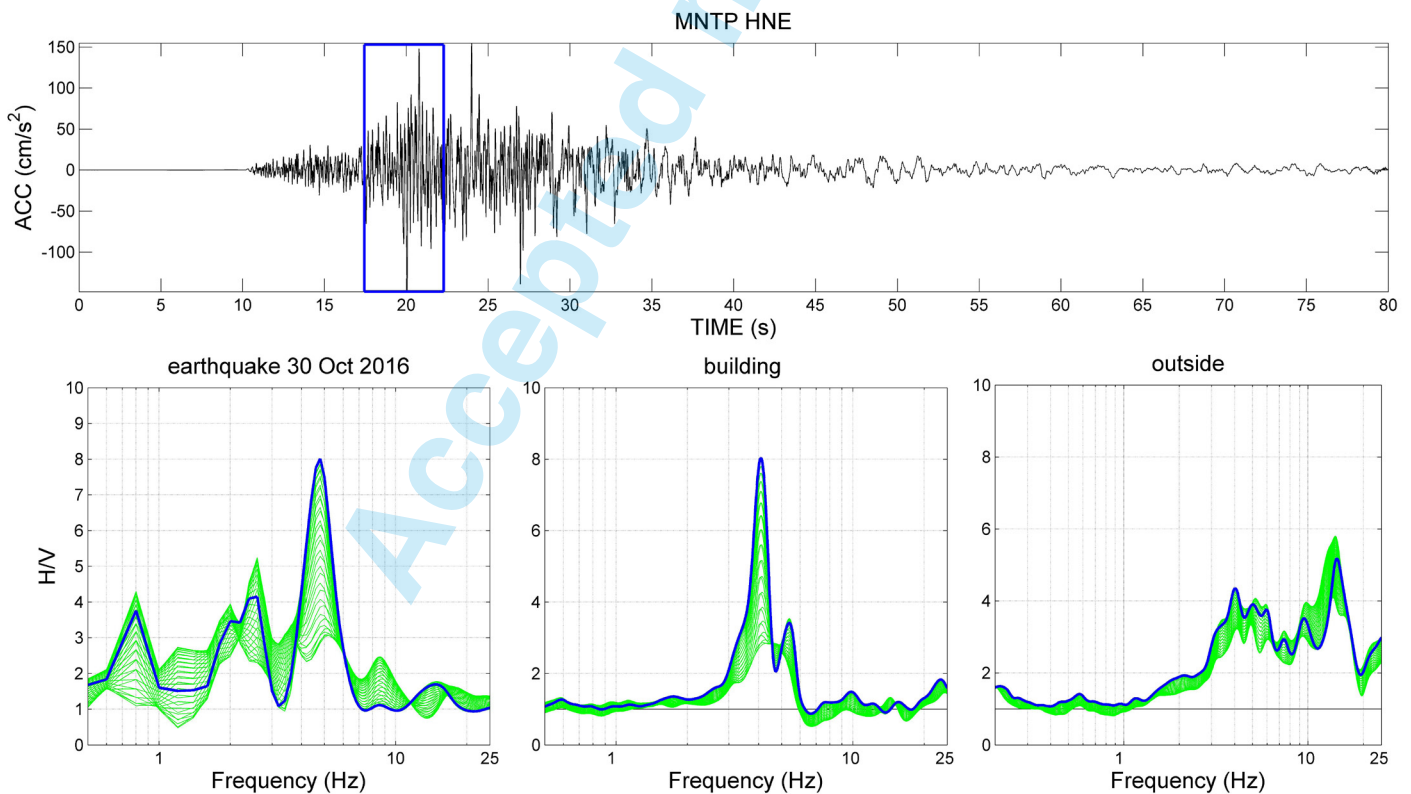 MNTP HNE
150
100
50
0
-50
-100
ACC (cm/s²)
0 5 10 15 20 25 30 35 40 45 50 55 60 65 70 75 80
TIME (s)
earthquake 30 Oct 2016
building
outside
10
9
8
7
6
5
4
3
2
1
0
H/V
1 10 25
Frequency (Hz)
10
8
6
4
2
0
1 10 25
Frequency (Hz)
10
8
6
4
2
0
1 10 25
Frequency (Hz)
Accepted